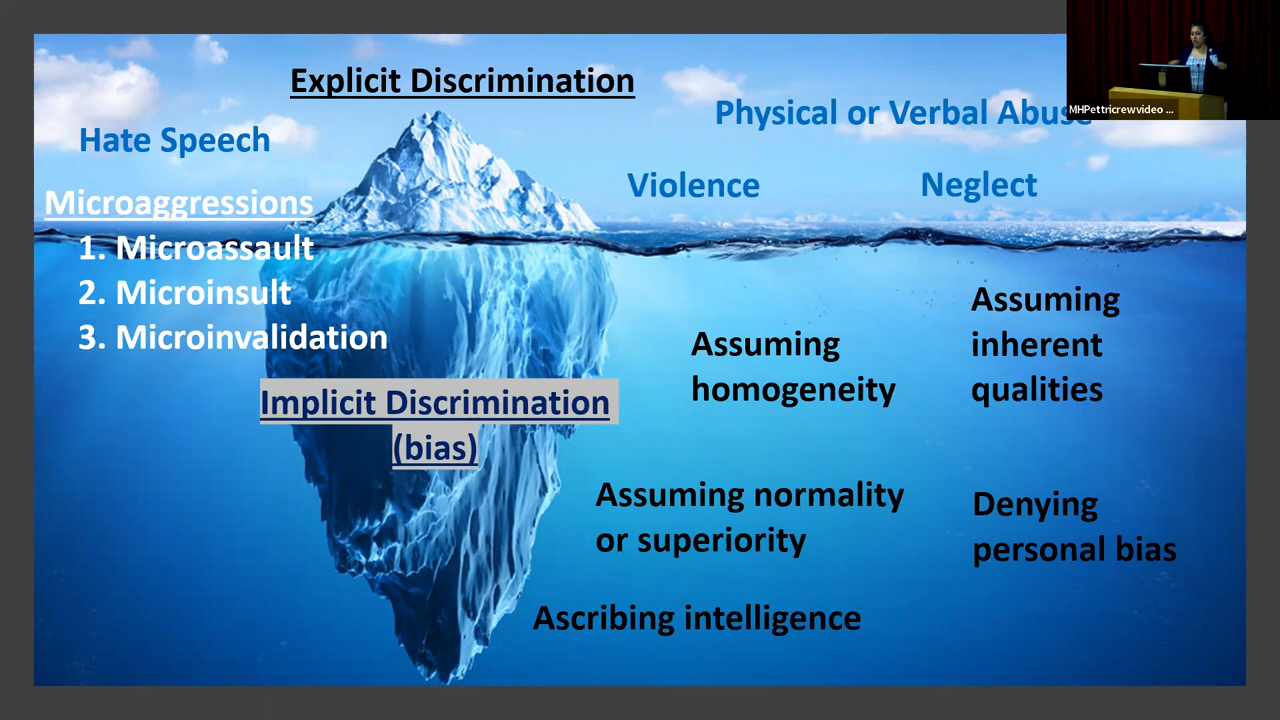 Explicit Discrimination
Hate Speech
Physical or Verbal Abuse
Violence
Neglect
Microaggressions
1. Microassault
2. Microinsult
3. Microinvalidation
Implicit Discrimination
(bias)
Assuming
homogeneity
Assuming
inherent
qualities
Assuming normality
or superiority
Denying
personal bias
Ascribing intelligence
MHPettricrewvideo ...